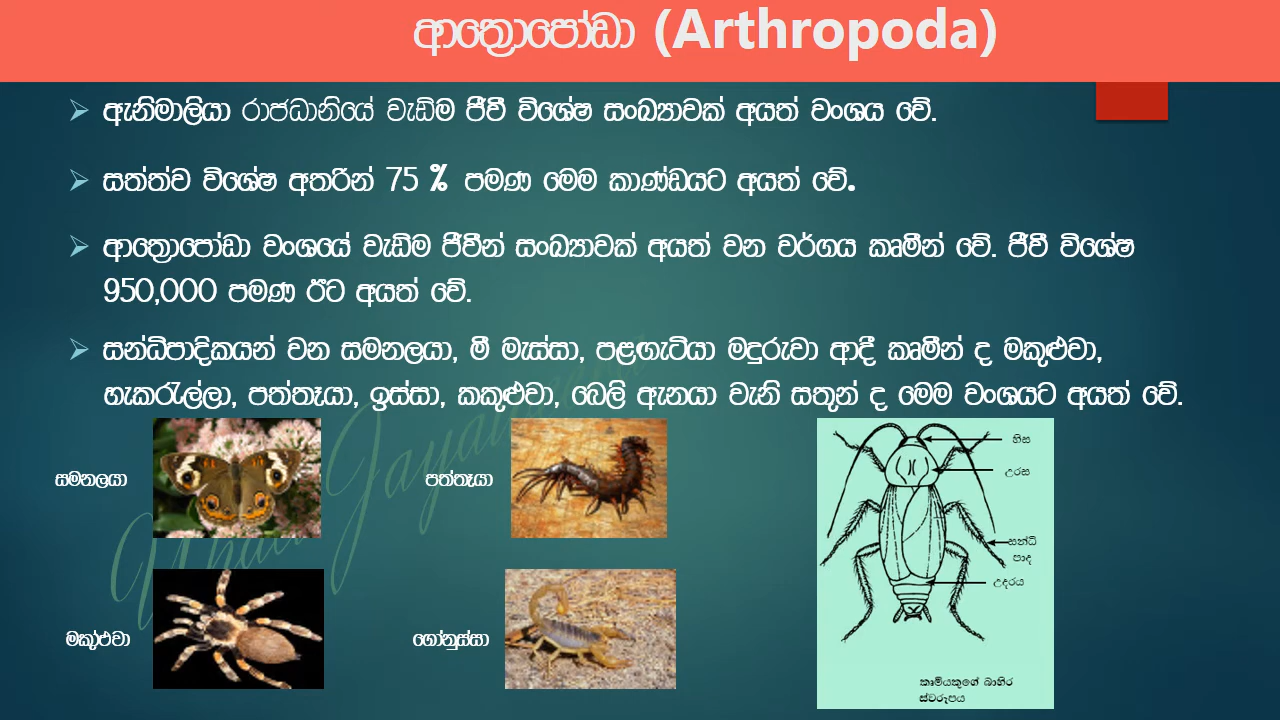 ආත්‍රොපෝඩා (Arthropoda)
ඇනිමාලියා රාජධානියේ වැඩිම ජීවී විශේෂ සංඛ්‍යාවක් අයත් වංශය වේ.
සත්ත්ව විශේෂ අතරින් 75 % පමණ මෙම කාණ්ඩයට අයත් වේ.
ආත්‍රොපෝඩා වංශයේ වැඩිම ජීවීන් සංඛ්‍යාවක් අයත් වන වර්ගය කෘමීන් වේ. ජීවී විශේෂ
950,000 පමණ ඊට අයත් වේ.
සන්ධිපාදිකයන් වන සමනලයා, මී මැස්සා, පළඟැටියා මදුරුවා ආදී කෘමීන් ද මකුළුවා,
හැකරැල්ලා, පත්තෑයා, ඉස්සා, කකුළුවා, බෙලි ඇනයා වැනි සතුන් ද මෙම වංශයට අයත් වේ.
සමනලයා
පත්තෑයා
මකුළුවා
ගෝනුස්සා
හිස
උරස
සන්ධි
පාද
උදරය
කෘමියකුගේ බාහිර
ස්වරූපය